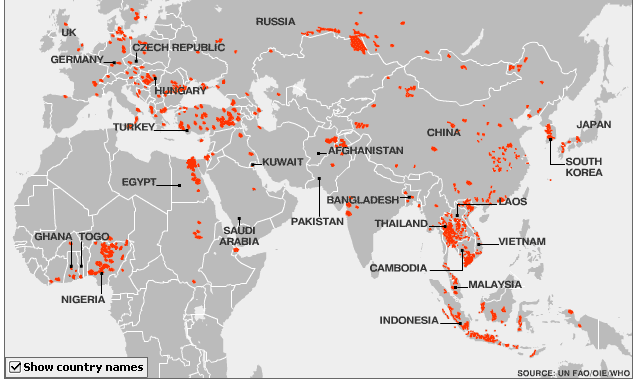 RUSSIA
UK
CZECH REPUBLIC
GERMANY
HUNGARY
JAPAN
TURKEY
CHINA
AFGHANISTAN
KUWAIT
SOUTH
KOREA
EGYPT
BANGLADESH
LAOS
PAKISTAN
THAILAND
SAUDI
ARABIA
GHANA TOGO
VIETNAM
CAMBODIA
MALAYSIA
NIGERIA
INDONESIA
Show country names
SOURCE: UN FAO/OIE/WHO